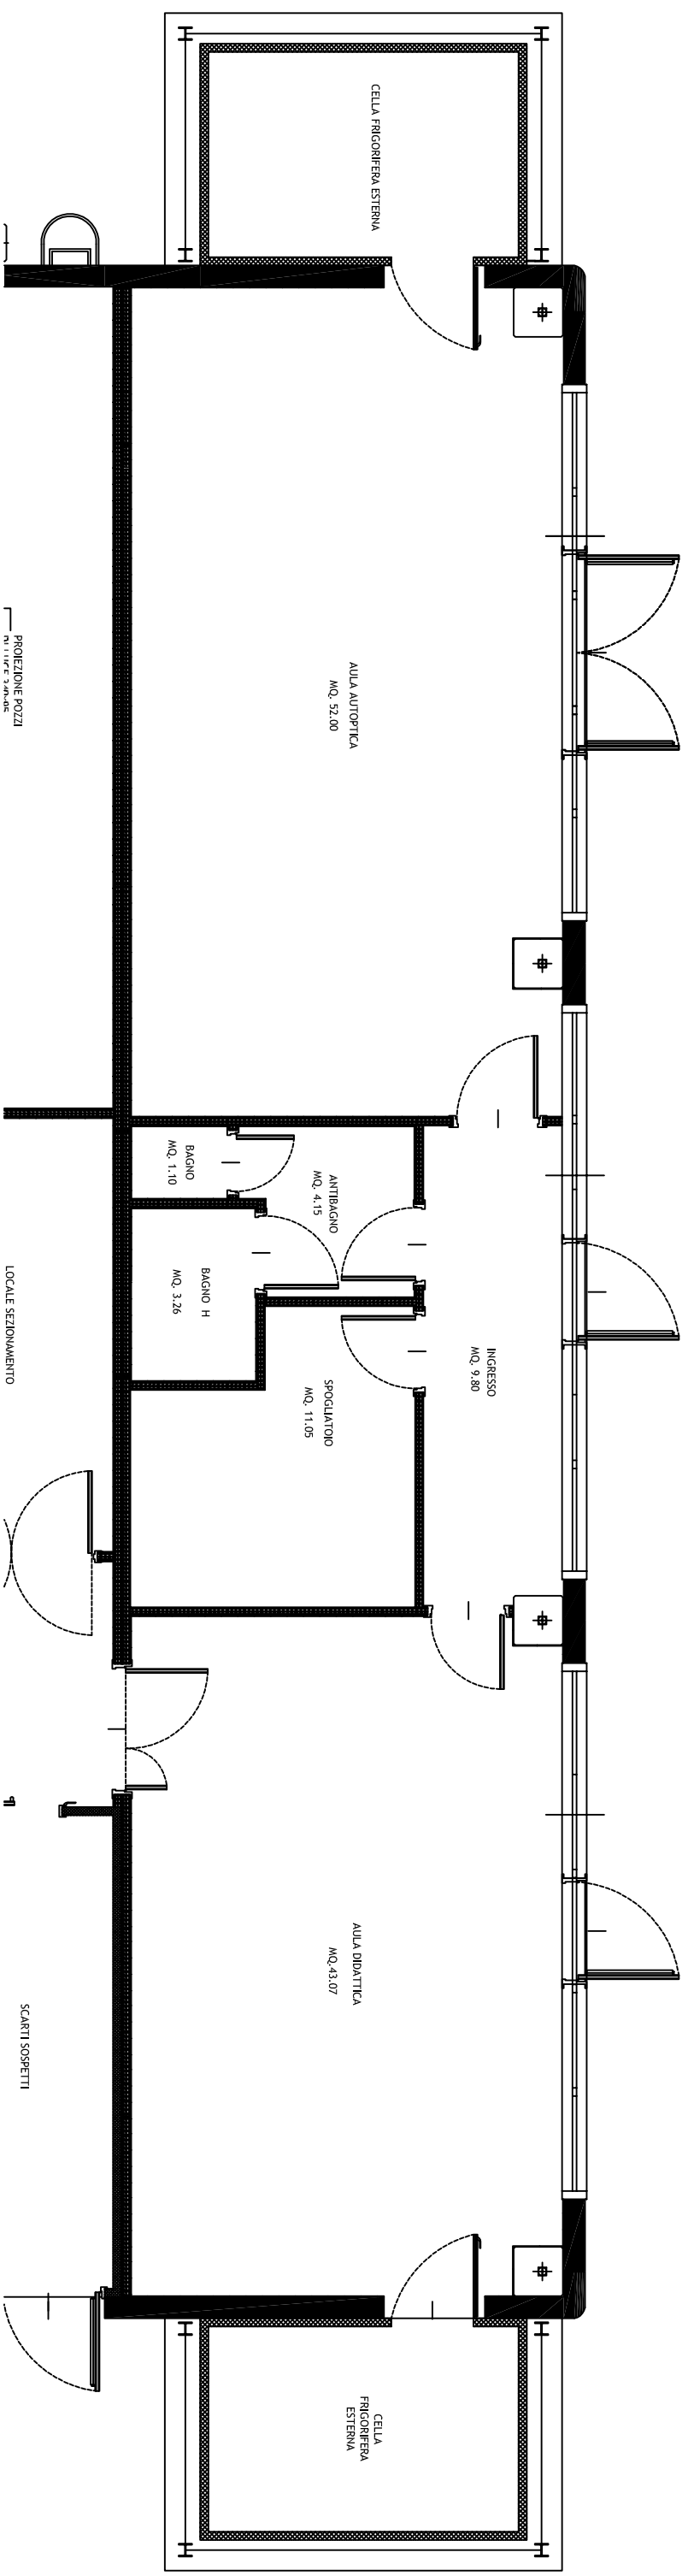 CELLA FRIGORIFERA ESTERNA
PROIEZIONE POZZI
AULA AUTOPTICA
MQ. 52.00
BAGNO
MQ. 1.10
ANTIBAGNO
MQ. 4.15
BAGNO H
MQ. 3.26
INGRESSO
MQ. 9.80
LOCALE SEZIONAMENTO
SPOGLIATOIO
MQ. 11.05
AULA DIDATTICA
MQ.43.07
SCARTI SOSPETTI
CELLA
FRIGORIFERA
ESTERNA